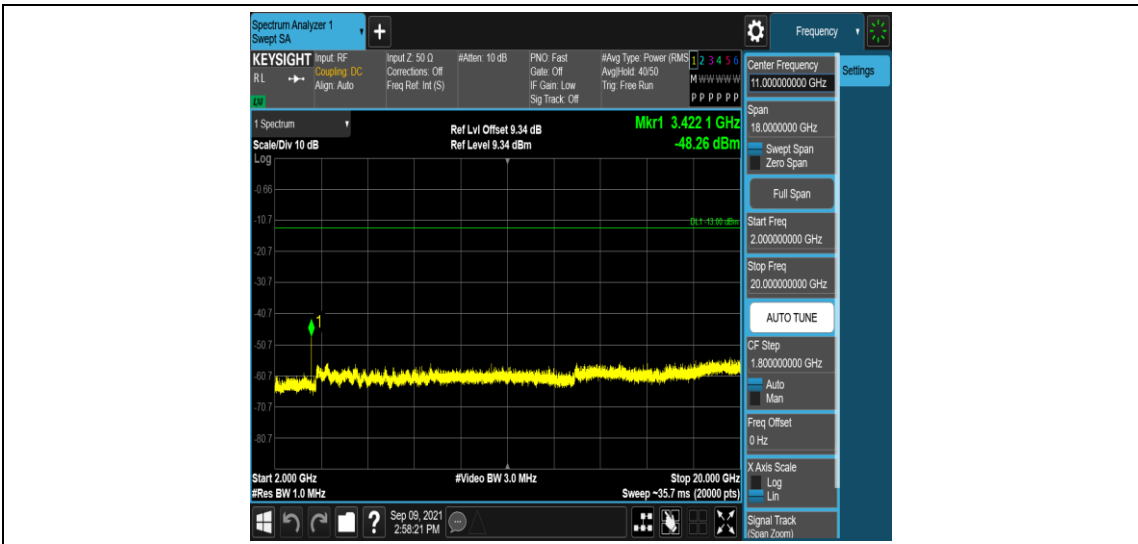 Spectrum Analyzer 1
Swept SA
+
Frequency
KEYSIGHT
RL
LXI
Input: RF
Coupling: DC
Align: Auto
Input Z: 50 Ω
Corrections: Off
Freq Ref: Int (S)
#Atten: 10 dB
PNO: Fast
Gate: Off
IF Gain: Low
Sig Track: Off
#Avg Type: Power (RMS
Avg|Hold: 40/50
Trig: Free Run
1 2 3 4 5 6
M W W W W W
P P P P P P
Center Frequency
11.000000000 GHz
Settings
1 Spectrum
Scale/Div 10 dB
Ref Lvl Offset 9.34 dB
Ref Level 9.34 dBm
Mkr1 3.422 1 GHz
-48.26 dBm
Log
-0.66
-10.7
-20.7
-30.7
-40.7
-50.7
-60.7
-70.7
-80.7
DL1 -13.00 dBm
1
Span
18.0000000 GHz
Swept Span
Zero Span
Full Span
Start Freq
2.000000000 GHz
Stop Freq
20.000000000 GHz
AUTO TUNE
CF Step
1.800000000 GHz
Auto
Man
Freq Offset
0 Hz
X Axis Scale
Log
Lin
Signal Track
(Span Zoom)
Start 2.000 GHz
#Res BW 1.0 MHz
#Video BW 3.0 MHz
Stop 20.000 GHz
Sweep ~35.7 ms (20000 pts)
?
Sep 09, 2021
2:58:21 PM